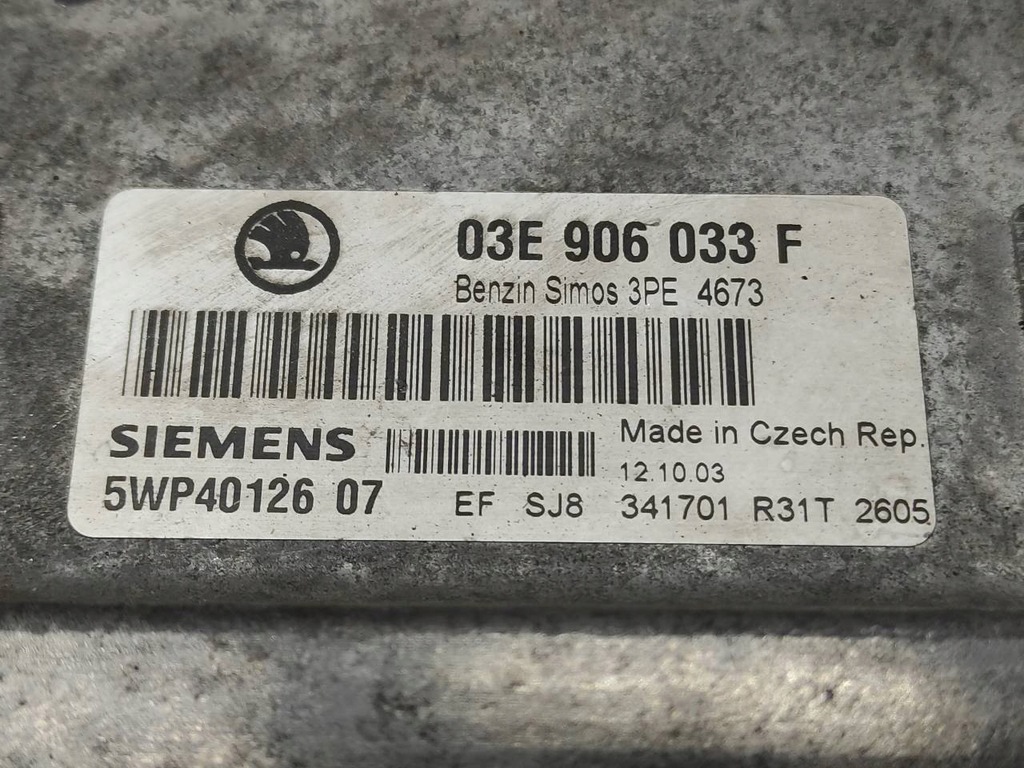 03E 906 033 F
Benzin Simos 3PE 4673
SIEMENS
Made in Czech Rep.
12.10.03
5WP40126 07
EF SJ8 341701 R31T 2605